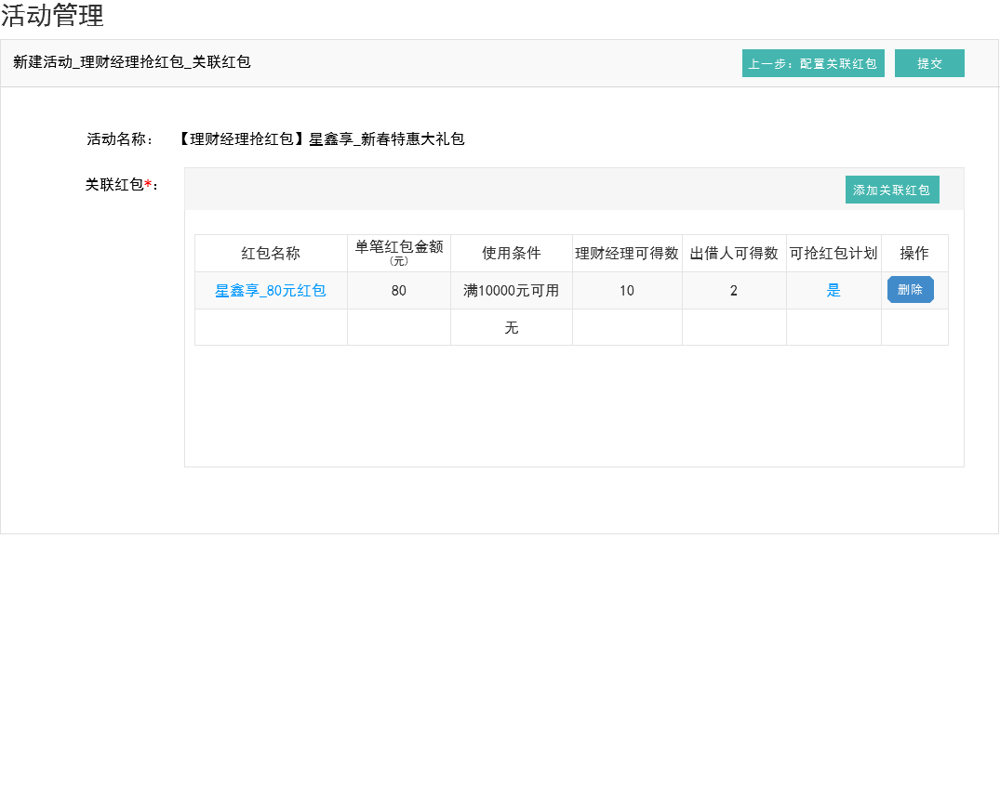 活动管理
新建活动_理财经理抢红包_关联红包
上一步：配置关联红包
提交
活动名称： 【理财经理抢红包】星鑫享_新春特惠大礼包
关联红包*：
添加关联红包
红包名称 单笔红包金额（元） 使用条件 理财经理可得数 出借人可得数 可抢红包计划 操作
星鑫享_80元红包 80 满10000元可用 10 2 是 删除
无